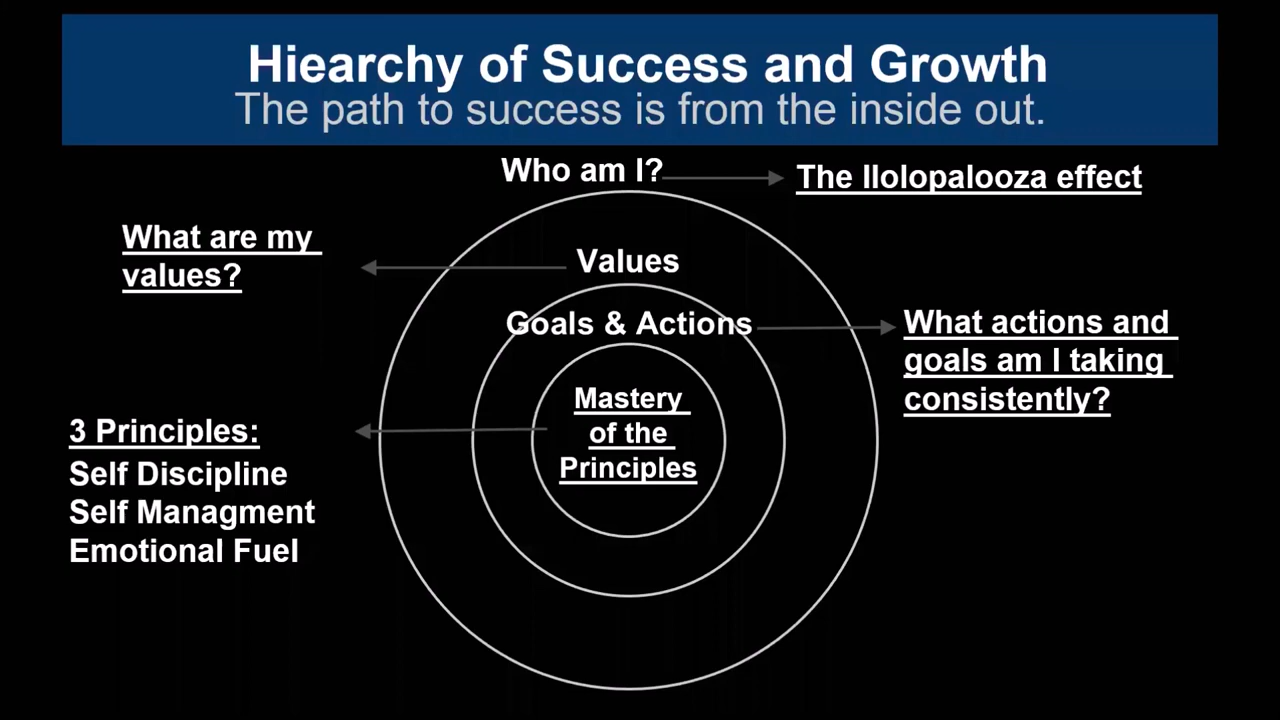 Hiearchy of Success and Growth
The path to success is from the inside out.
Who am I?
The llolopalooza effect
What are my
values?
Values
Goals & Actions
What actions and
goals am I taking
consistently?
Mastery
of the
Principles
3 Principles:
Self Discipline
Self Managment
Emotional Fuel